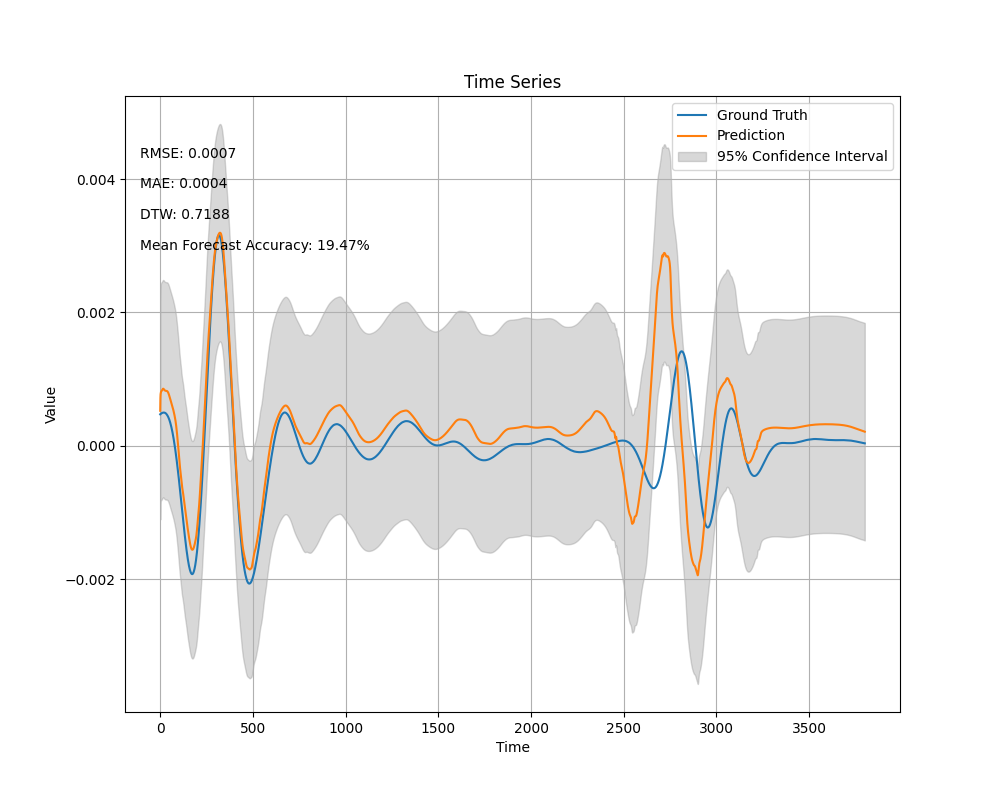 Time Series
Ground Truth
Prediction
95% Confidence Interval
RMSE: 0.0007
MAE: 0.0004
DTW: 0.7188
Mean Forecast Accuracy: 19.47%
0.004
0.002
0.000
−0.002
Value
0 500 1000 1500 2000 2500 3000 3500
Time